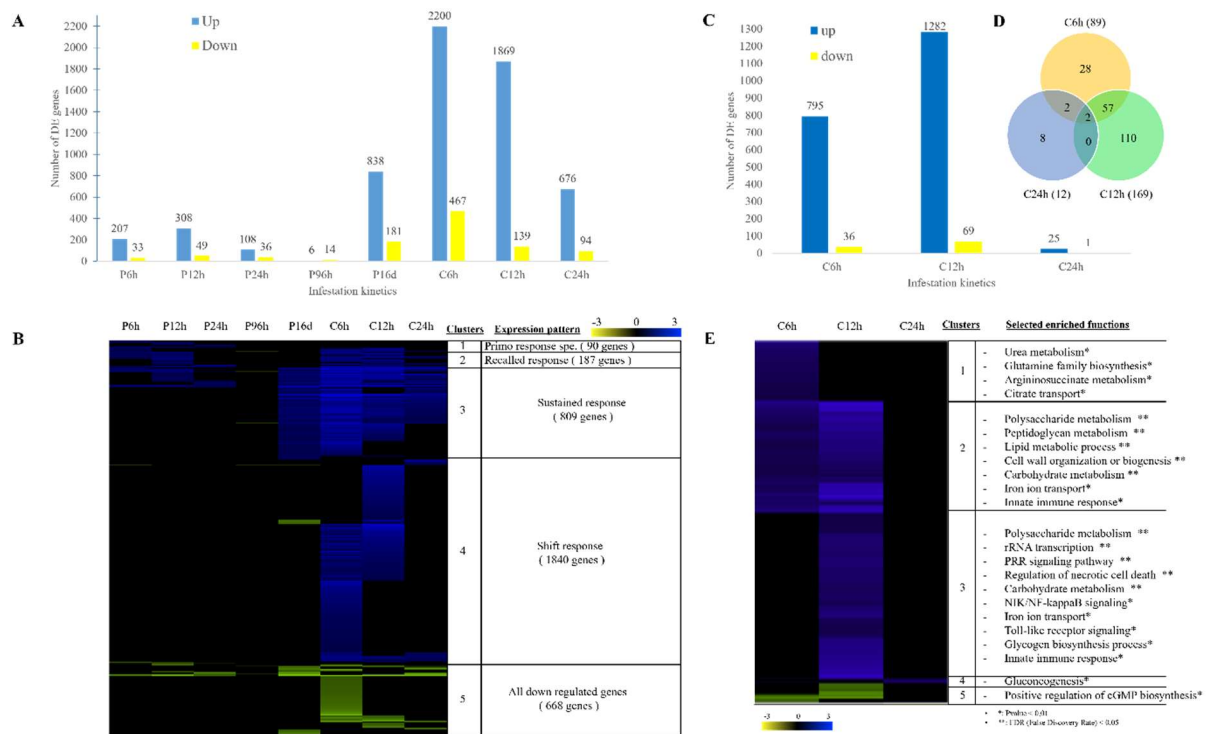 A
Up
Down
Number of DE genes
2200
2000
1800
1600
1400
1200
1000
800
600
400
200
0
207
33
308
49
108
36
6
14
838
181
2200
467
1869
139
676
94
P6h
P12h
P24h
P96h
P16d
C6h
C12h
C24h
Infestation kinetics
C
up
down
Number of DE genes
1300
1200
1100
1000
900
800
700
600
500
400
300
200
100
0
795
36
1282
69
25
1
C6h
C12h
C24h
Infestation kinetics
D
C6h (89)
28
2
57
2
8
0
110
C24h (12)
C12h (169)
B
P6h P12h P24h P96h P16d C6h C12h C24h Clusters Expression pattern
-3 0 3
1 Primo response spe. ( 90 genes)
2 Recalled response ( 187 genes)
3 Sustained response
( 809 genes)
4 Shift response
( 1840 genes)
5 All down regulated genes
( 668 genes)
E
C6h C12h C24h Clusters Selected enriched functions
1
- Urea metabolism*
- Glutamine family biosynthesis*
- Argininosuccinate metabolism*
- Citrate transport*
2
- Polysaccharide metabolism **
- Peptidoglycan metabolism **
- Lipid metabolic process **
- Cell wall organization or biogenesis **
- Carbohydrate metabolism **
- Iron ion transport*
- Innate immune response*
3
- Polysaccharide metabolism **
- rRNA transcription **
- PRR signaling pathway **
- Regulation of necrotic cell death **
- Carbohydrate metabolism **
- NIK/NF-kappaB signaling*
- Iron ion transport*
- Toll-like receptor signaling*
- Glycogen biosynthesis process*
- Innate immune response*
4 - Gluconeogenesis*
5 - Positive regulation of cGMP biosynthesis*
-3 0 3
• *: Pvalue < 0,01
• **: FDR (False Discovery Rate) < 0.05